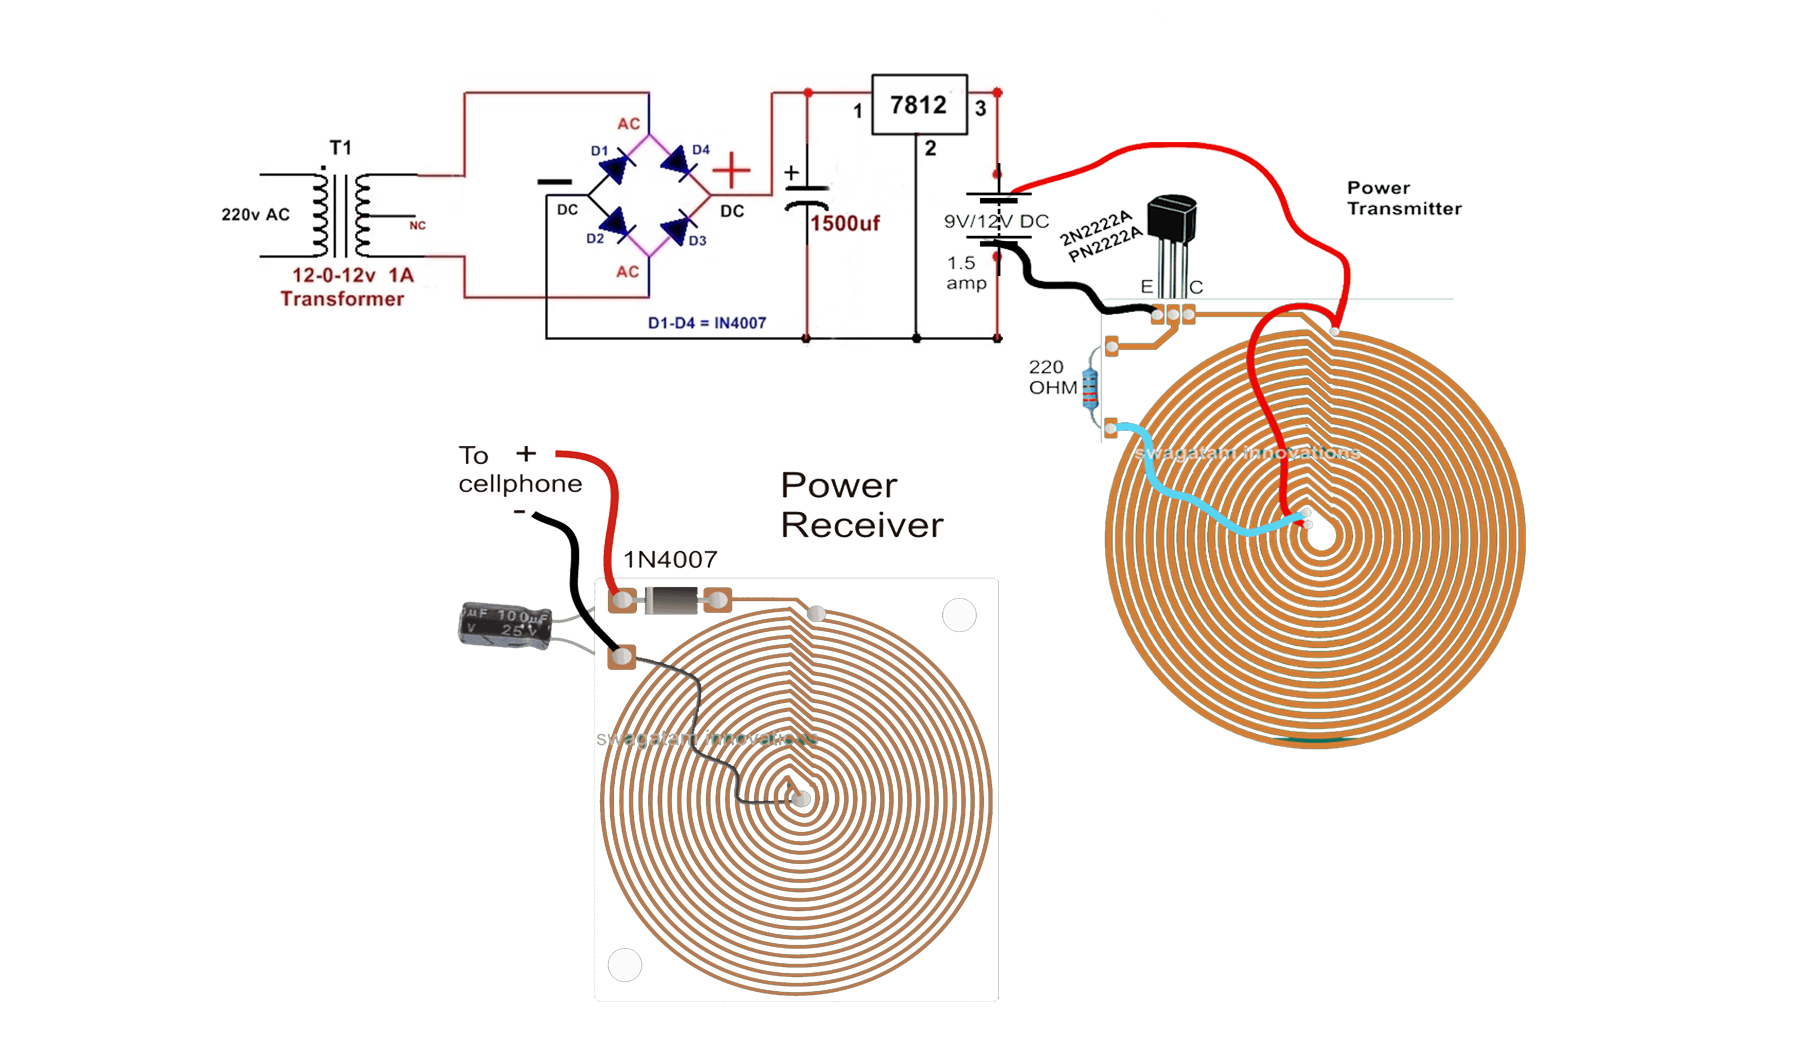 T1
220v AC
NC
12-0-12v 1A
Transformer
AC
D1
D4
+
−
DC
DC
D2
D3
AC
D1-D4 = IN4007
+
1500uf
1
7812
3
2
9V/12V DC
1.5
amp
2N2222A
PN2222A
E
C
Power
Transmitter
220
OHM
swagatam innovations
To +
cellphone
-
Power
Receiver
1N4007
µF 100µF
V 25V
swagatam innovations